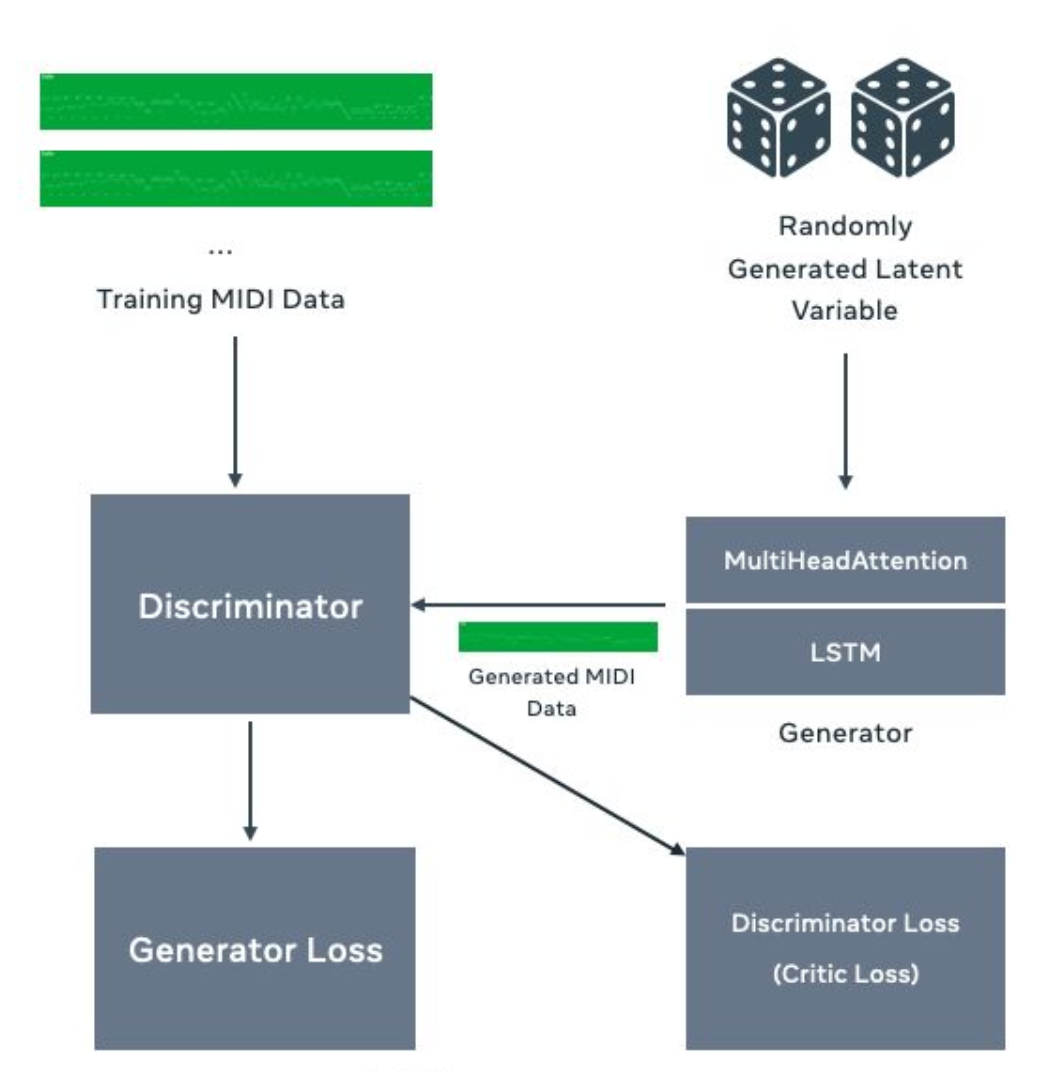 ...
Training MIDI Data
Randomly
Generated Latent
Variable
Discriminator
MultiHeadAttention
LSTM
Generated MIDI
Data
Generator
Generator Loss
Discriminator Loss
(Critic Loss)